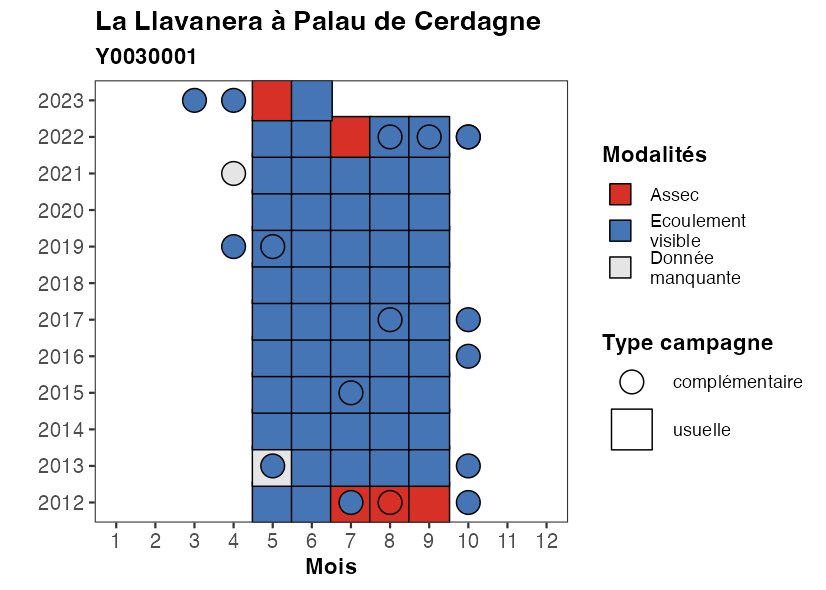 La Llavanera à Palau de Cerdagne
Y0030001
2023
2022
2021
2020
2019
2018
2017
2016
2015
2014
2013
2012
1 2 3 4 5 6 7 8 9 10 11 12
Mois
Modalités
Assec
Ecoulement
visible
Donnée
manquante
Type campagne
complémentaire
usuelle